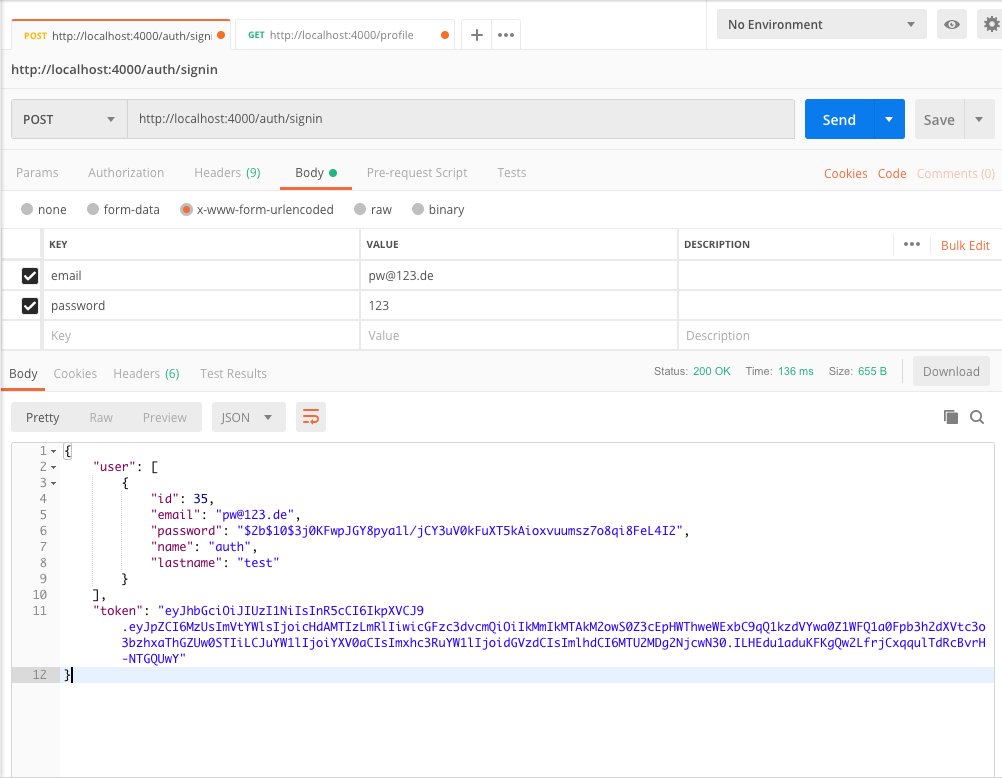 POST http://localhost:4000/auth/signi GET http://localhost:4000/profile No Environment
http://localhost:4000/auth/signin
POST http://localhost:4000/auth/signin Send Save
Params Authorization Headers (9) Body Pre-request Script Tests Cookies Code Comments (0)
none form-data x-www-form-urlencoded raw binary
KEY VALUE DESCRIPTION Bulk Edit
email pw@123.de
password 123
Key Value Description
Body Cookies Headers (6) Test Results Status: 200 OK Time: 136 ms Size: 655 B Download
Pretty Raw Preview JSON
1 {
2 "user": [
3 {
4 "id": 35,
5 "email": "pw@123.de",
6 "password": "$2b$10$3j0KFwpJGY8pya1l/jCY3uV0kFuXT5kAioxvuumsz7o8qi8FeL4I2",
7 "name": "auth",
8 "lastname": "test"
9 }
10 ],
11 "token": "eyJhbGciOiJIUzI1NiIsInR5cCI6IkpXVCJ9
.eyJpZCI6MzUsImVtYWlsIjoicHdAMTIzLmRlIiwicGFzc3dvcmQiOiIkMmIkMTAkM2owS0Z3cEpHWThweWExbC9qQ1kzdVYwa0Z1WFQ1a0Fpb3h2dXVtc3o
3bzhxaThGZUw0STIiLCJuYW1lIjoiYXV0aCIsImxhc3RuYW1lIjoidGVzdCIsImlhdCI6MTU2MDg2NjcwN30.ILHEdu1aduKFKgQw2LfrjCxqqulTdRcBvrH
-NTGQUwY"
12 }